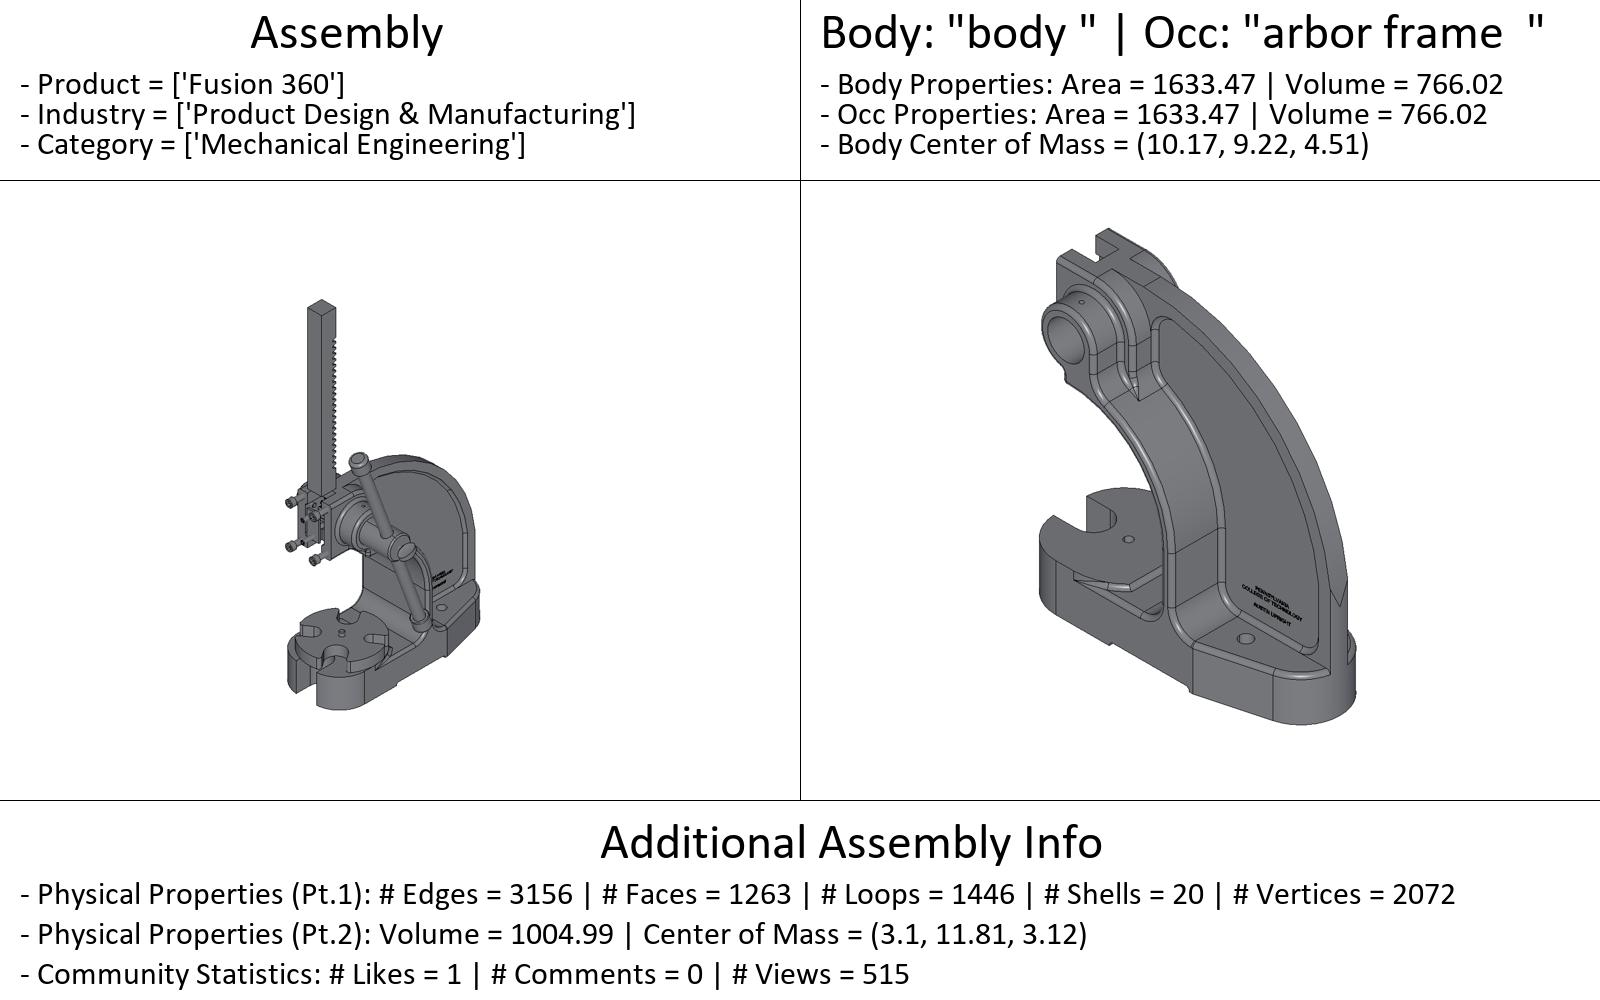 Assembly
- Product = ['Fusion 360']
- Industry = ['Product Design & Manufacturing']
- Category = ['Mechanical Engineering']
Body: "body " | Occ: "arbor frame  "
- Body Properties: Area = 1633.47 | Volume = 766.02
- Occ Properties: Area = 1633.47 | Volume = 766.02
- Body Center of Mass = (10.17, 9.22, 4.51)
PENNSYLVANIA
COLLEGE OF TECHNOLOGY
AUSTIN UPRIGHT
Additional Assembly Info
- Physical Properties (Pt.1): # Edges = 3156 | # Faces = 1263 | # Loops = 1446 | # Shells = 20 | # Vertices = 2072
- Physical Properties (Pt.2): Volume = 1004.99 | Center of Mass = (3.1, 11.81, 3.12)
- Community Statistics: # Likes = 1 | # Comments = 0 | # Views = 515